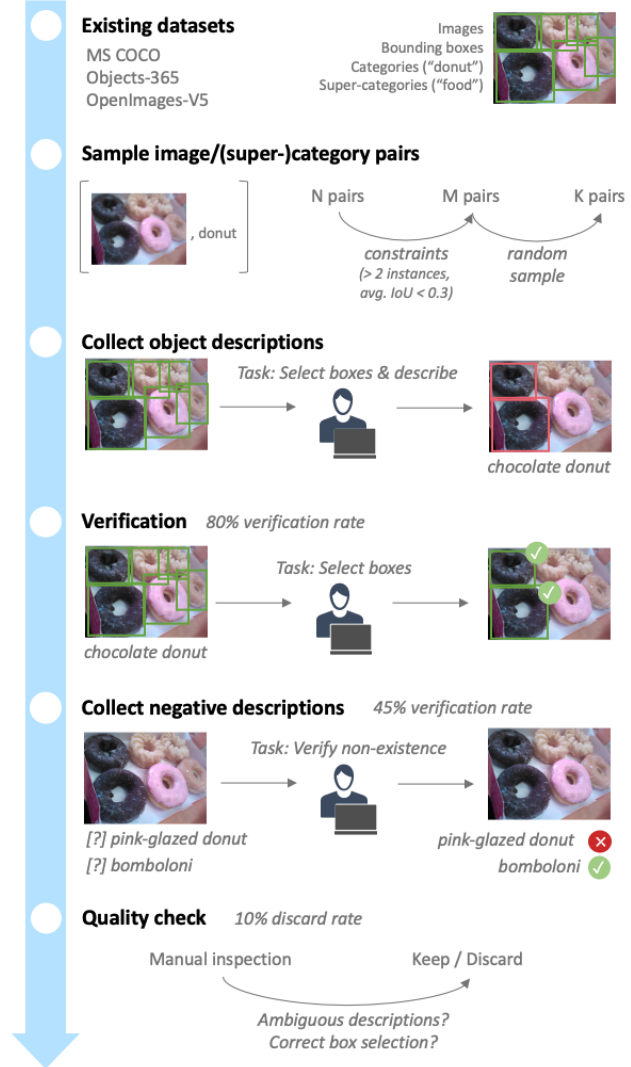 Existing datasets
MS COCO
Objects-365
OpenImages-V5
Images
Bounding boxes
Categories (“donut”)
Super-categories (“food”)
Sample image/(super-)category pairs
, donut
N pairs
M pairs
K pairs
constraints
(> 2 instances,
avg. IoU < 0.3)
random
sample
Collect object descriptions
Task: Select boxes & describe
chocolate donut
Verification
80% verification rate
Task: Select boxes
chocolate donut
Collect negative descriptions
45% verification rate
Task: Verify non-existence
[?] pink-glazed donut
[?] bomboloni
pink-glazed donut
bomboloni
Quality check
10% discard rate
Manual inspection
Keep / Discard
Ambiguous descriptions?
Correct box selection?